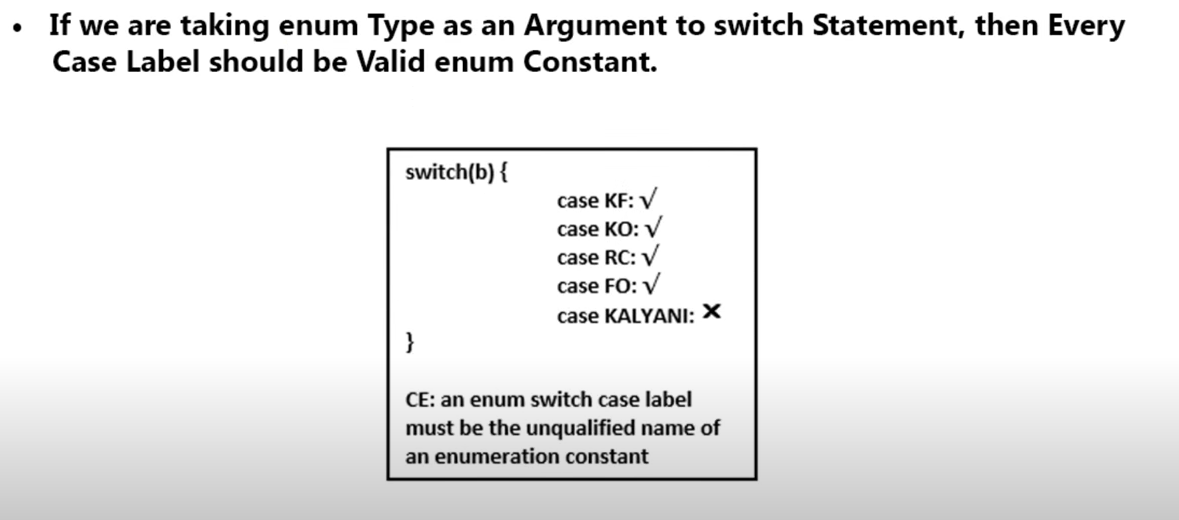 • If we are taking enum Type as an Argument to switch Statement, then Every
Case Label should be Valid enum Constant.
switch(b) {
case KF: √
case KO: √
case RC: √
case FO: √
case KALYANI: ×
}
CE: an enum switch case label
must be the unqualified name of
an enumeration constant